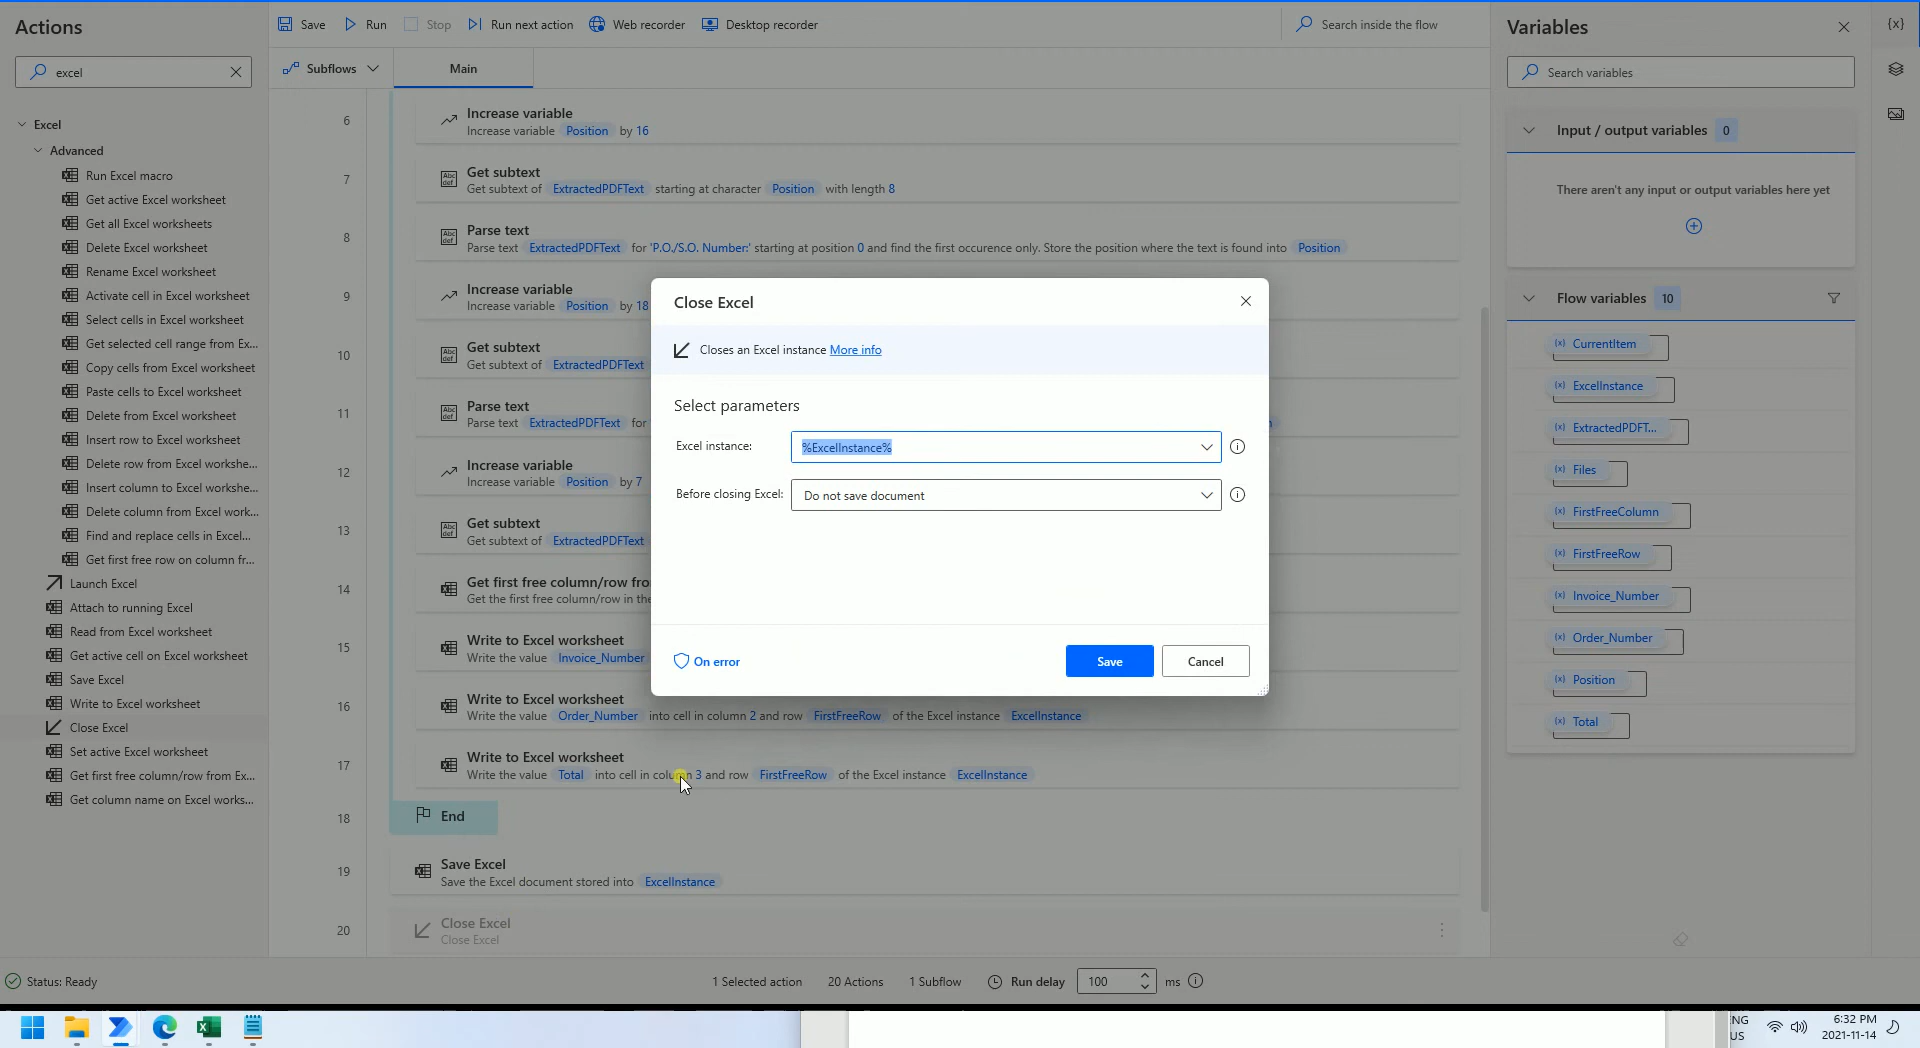 Actions
excel
Excel
Advanced
Run Excel macro
Get active Excel worksheet
Get all Excel worksheets
Delete Excel worksheet
Rename Excel worksheet
Activate cell in Excel worksheet
Select cells in Excel worksheet
Get selected cell range from Ex...
Copy cells from Excel worksheet
Paste cells to Excel worksheet
Delete from Excel worksheet
Insert row to Excel worksheet
Delete row from Excel workshe...
Insert column to Excel workshe...
Delete column from Excel work...
Find and replace cells in Excel...
Get first free row on column fr...
Launch Excel
Attach to running Excel
Read from Excel worksheet
Get active cell on Excel worksheet
Save Excel
Write to Excel worksheet
Close Excel
Set active Excel worksheet
Get first free column/row from Ex...
Get column name on Excel works...
Save Run Stop Run next action Web recorder Desktop recorder Search inside the flow
Subflows Main
6 Increase variable
Increase variable Position by 16
7 Get subtext
Get subtext of ExtractedPDFText starting at character Position with length 8
8 Parse text
Parse text ExtractedPDFText for 'P.O./S.O. Number:' starting at position 0 and find the first occurence only. Store the position where the text is found into Position
9 Increase variable
Increase variable Position by 18
10 Get subtext
Get subtext of ExtractedPDFText
11 Parse text
Parse text ExtractedPDFText for
12 Increase variable
Increase variable Position by 7
13 Get subtext
Get subtext of ExtractedPDFText
14 Get first free column/row fro
Get the first free column/row in the
15 Write to Excel worksheet
Write the value Invoice_Number
16 Write to Excel worksheet
Write the value Order_Number into cell in column 2 and row FirstFreeRow of the Excel instance ExcelInstance
17 Write to Excel worksheet
Write the value Total into cell in column 3 and row FirstFreeRow of the Excel instance ExcelInstance
18 End
19 Save Excel
Save the Excel document stored into ExcelInstance
20 Close Excel
Close Excel
Close Excel
Closes an Excel instance More info
Select parameters
Excel instance: %ExcelInstance%
Before closing Excel: Do not save document
On error Save Cancel
Variables
{x}
Search variables
Input / output variables 0
There aren't any input or output variables here yet
Flow variables 10
(x) CurrentItem
(x) ExcelInstance
(x) ExtractedPDFT...
(x) Files
(x) FirstFreeColumn
(x) FirstFreeRow
(x) Invoice_Number
(x) Order_Number
(x) Position
(x) Total
Status: Ready 1 Selected action 20 Actions 1 Subflow Run delay 100 ms
NG
US
6:32 PM
2021-11-14